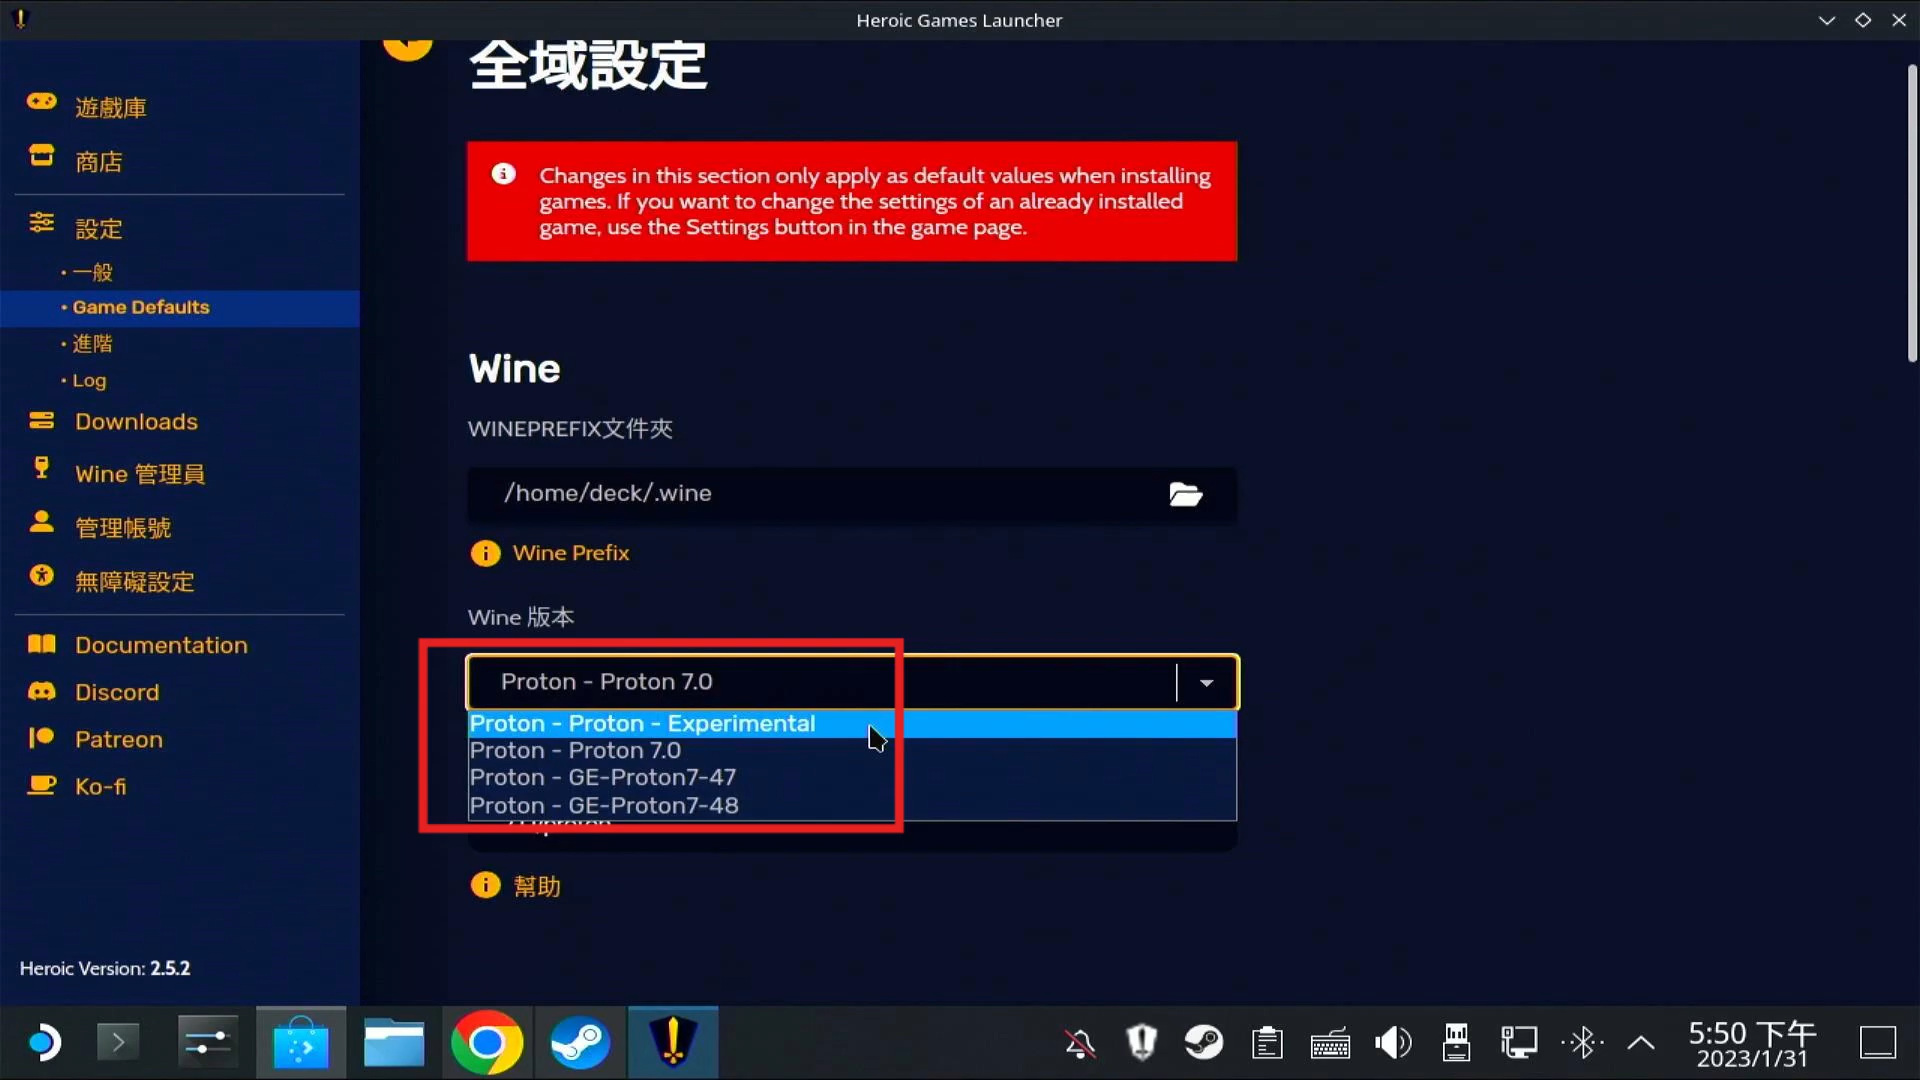 Heroic Games Launcher
全域設定
遊戲庫
商店
設定
• 一般
• Game Defaults
• 進階
• Log
Downloads
Wine 管理員
管理帳號
無障礙設定
Documentation
Discord
Patreon
Ko-fi
Heroic Version: 2.5.2
Changes in this section only apply as default values when installing
games. If you want to change the settings of an already installed
game, use the Settings button in the game page.
Wine
WINEPREFIX文件夾
/home/deck/.wine
Wine Prefix
Wine 版本
Proton - Proton 7.0
Proton - Proton - Experimental
Proton - Proton 7.0
Proton - GE-Proton7-47
Proton - GE-Proton7-48
幫助
5:50 下午
2023/1/31